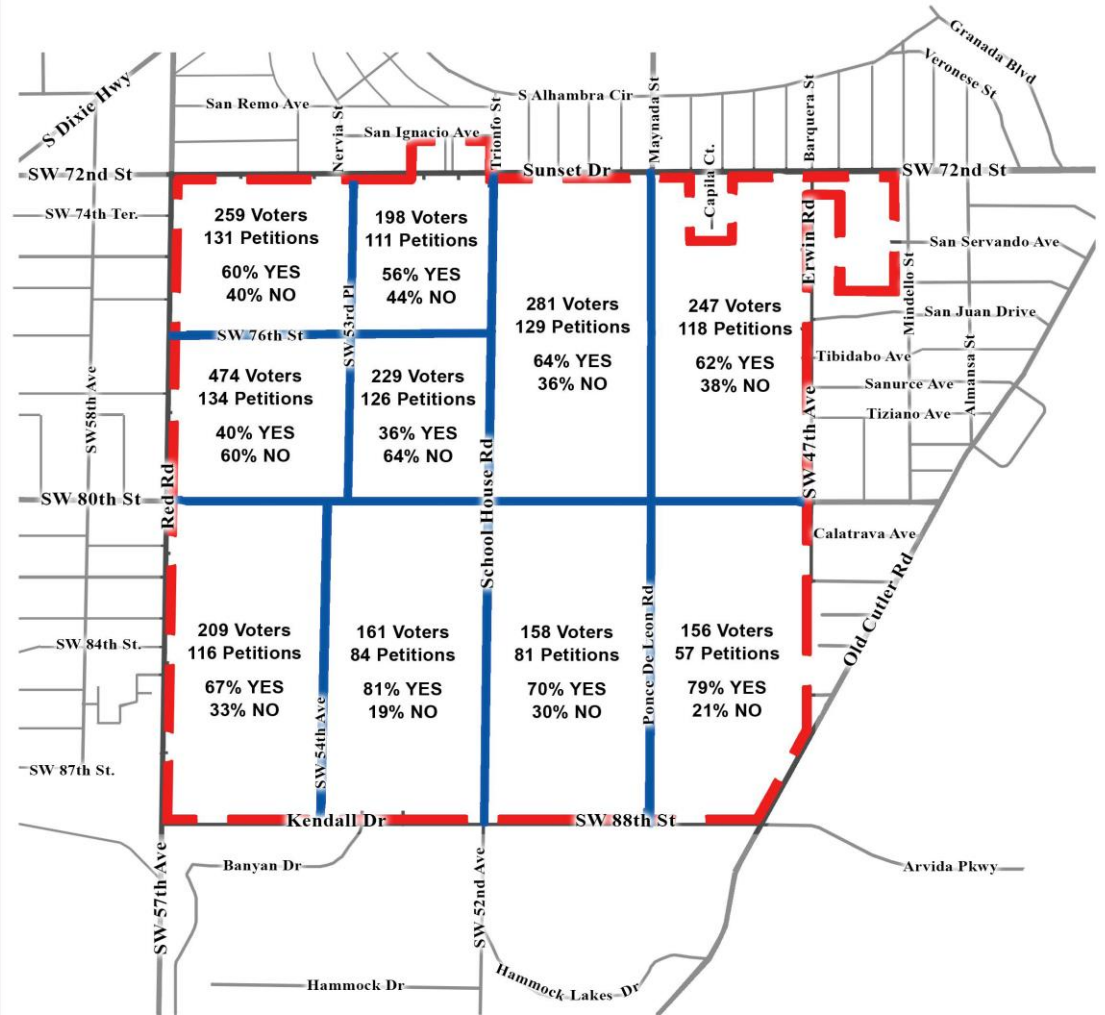 Granada Blvd
Veronese St
S Dixie Hwy
San Remo Ave
Nervia St
San Ignacio Ave
Trionfo St
S Alhambra Cir
Maynada St
Barquera St
Capila Ct.
SW 72nd St
Sunset Dr
SW 72nd St
SW 74th Ter.
259 Voters
131 Petitions
60% YES
40% NO
198 Voters
111 Petitions
56% YES
44% NO
281 Voters
129 Petitions
64% YES
36% NO
247 Voters
118 Petitions
62% YES
38% NO
Erwin Rd
San Servando Ave
Mindello St
San Juan Drive
SW 76th St
SW 53rd Pl
Tibidabo Ave
Sanurce Ave
Tiziano Ave
Almansa St
SW58th Ave
474 Voters
134 Petitions
40% YES
60% NO
229 Voters
126 Petitions
36% YES
64% NO
SW 47th Ave
SW 80th St
Red Rd
School House Rd
Calatrava Ave
Old Cutler Rd
209 Voters
116 Petitions
67% YES
33% NO
161 Voters
84 Petitions
81% YES
19% NO
158 Voters
81 Petitions
70% YES
30% NO
156 Voters
57 Petitions
79% YES
21% NO
SW 84th St.
SW 54th Ave
Ponce De Leon Rd
SW 87th St.
Kendall Dr
SW 88th St
Banyan Dr
SW 57th Ave
SW 52nd Ave
Arvida Pkwy
Hammock Dr
Hammock Lakes Dr